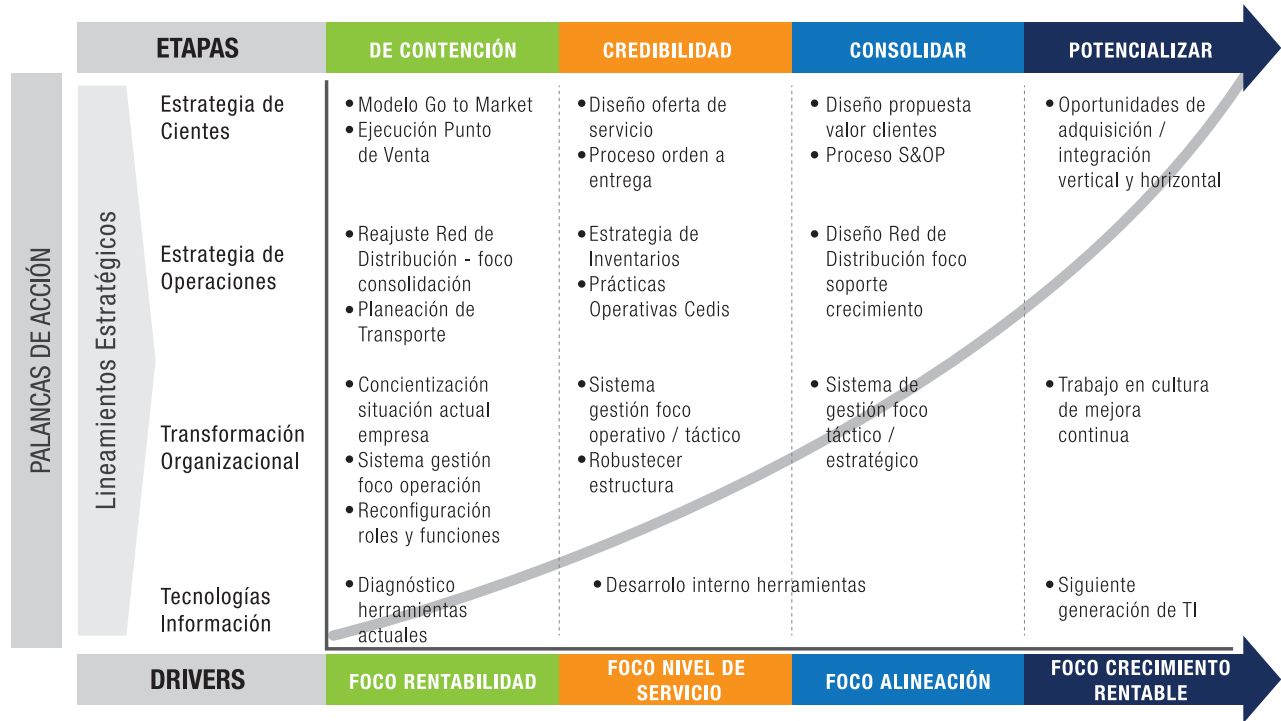 ETAPAS
DE CONTENCIÓN
CREDIBILIDAD
CONSOLIDAR
POTENCIALIZAR
PALANCAS DE ACCIÓN
Lineamientos Estratégicos
Estrategia de
Cientes
• Modelo Go to Market
• Ejecución Punto
de Venta
• Diseño oferta de
servicio
• Proceso orden a
entrega
• Diseño propuesta
valor clientes
• Proceso S&OP
• Oportunidades de
adquisición /
integración
vertical y horizontal
Estrategia de
Operaciones
• Reajuste Red de
Distribución - foco
consolidación
• Planeación de
Transporte
• Estrategia de
Inventarios
• Prácticas
Operativas Cedis
• Diseño Red de
Distribución foco
soporte
crecimiento
Transformación
Organizacional
• Concientización
situación actual
empresa
• Sistema gestión
foco operación
• Reconfiguración
roles y funciones
• Sistema
gestión foco
operativo / táctico
• Robustecer
estructura
• Sistema de
gestión foco
táctico /
estratégico
• Trabajo en cultura
de mejora
continua
Tecnologías
Información
• Diagnóstico
herramientas
actuales
• Desarrolo interno herramientas
• Siguiente
generación de TI
DRIVERS
FOCO RENTABILIDAD
FOCO NIVEL DE
SERVICIO
FOCO ALINEACIÓN
FOCO CRECIMIENTO
RENTABLE